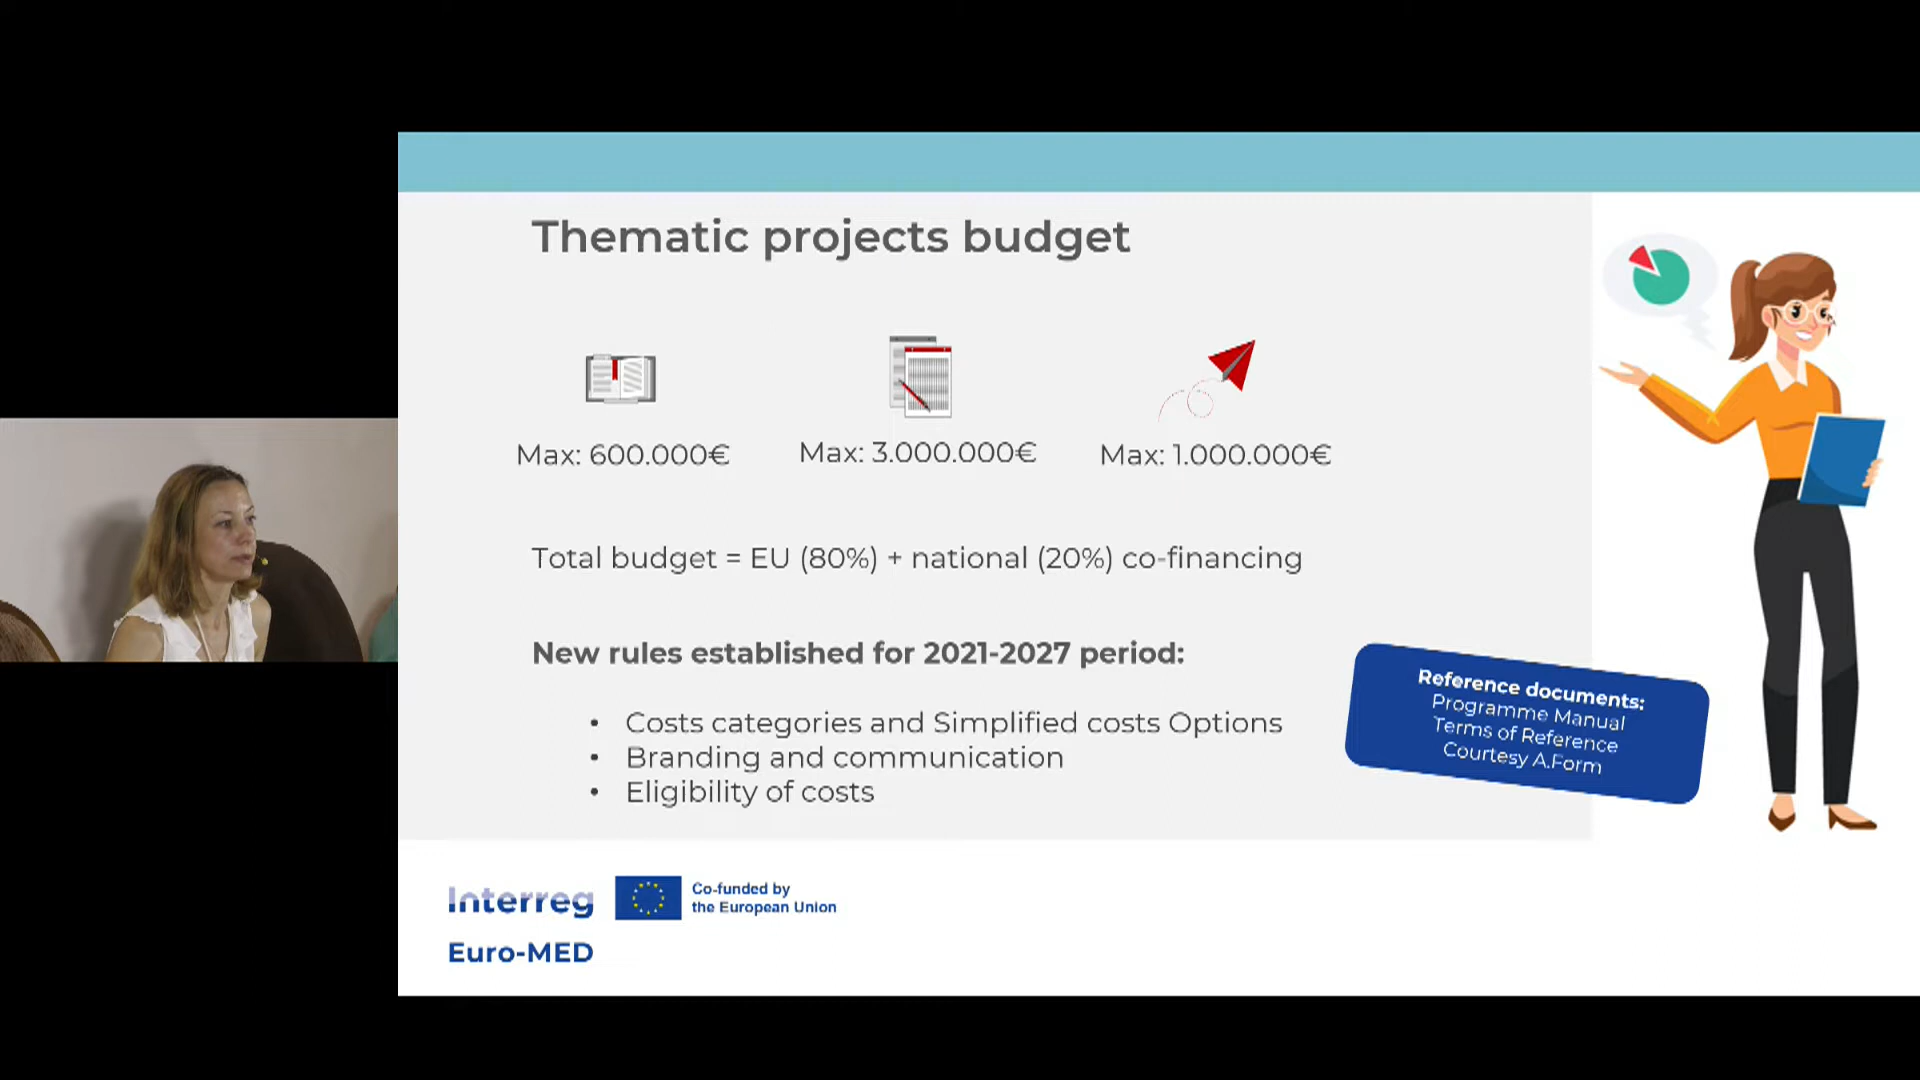 Thematic projects budget
Max: 600.000€
Max: 3.000.000€
Max: 1.000.000€
Total budget = EU (80%) + national (20%) co-financing
New rules established for 2021-2027 period:
• Costs categories and Simplified costs Options
• Branding and communication
• Eligibility of costs
Reference documents:
Programme Manual
Terms of Reference
Courtesy A.Form
Interreg
Co-funded by
the European Union
Euro-MED